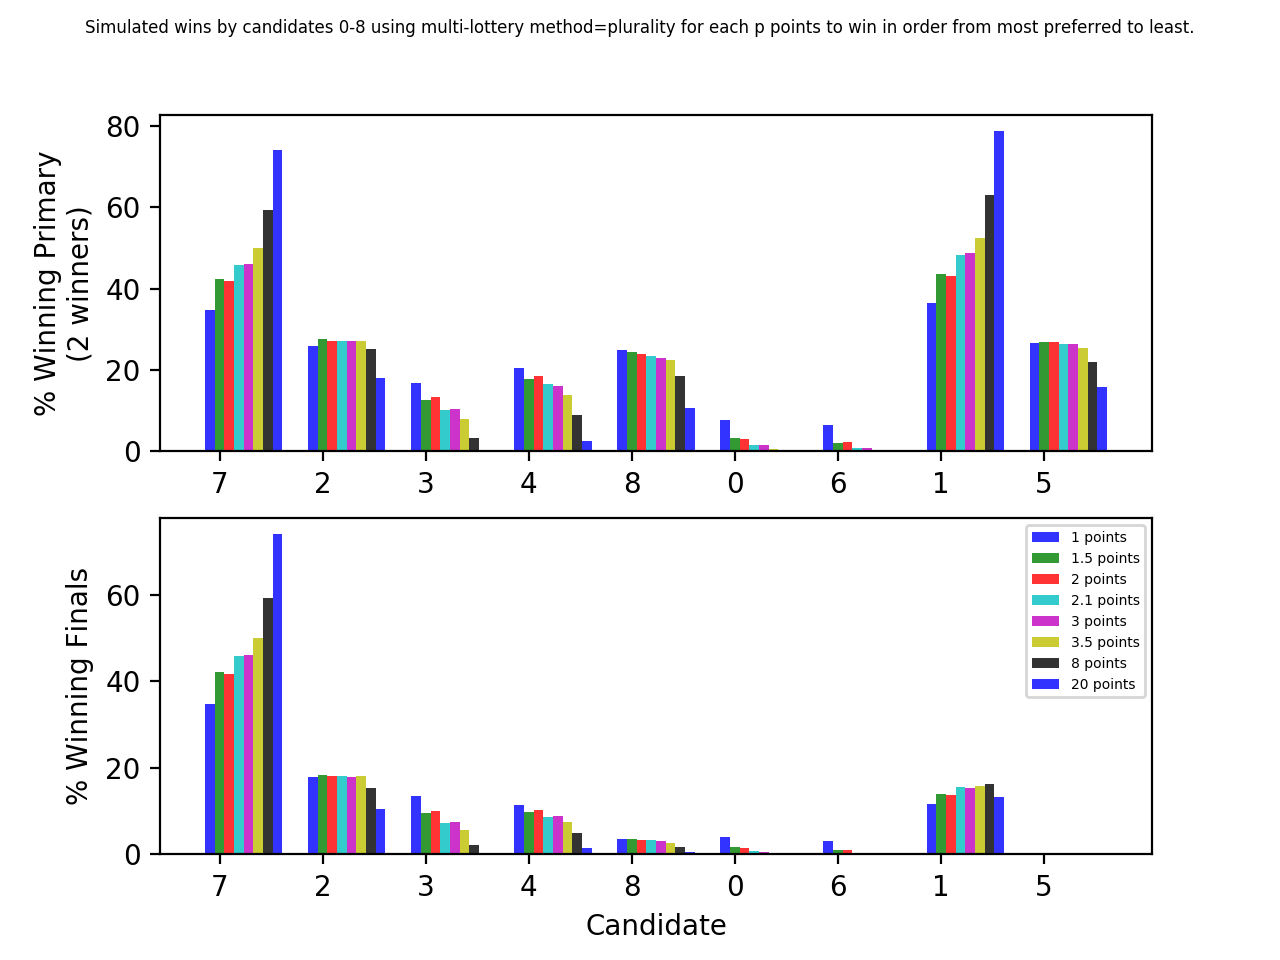 Simulated wins by candidates 0-8 using multi-lottery method=plurality for each p points to win in order from most preferred to least.
% Winning Primary
(2 winners)
80
60
40
20
0
7 2 3 4 8 0 6 1 5
% Winning Finals
60
40
20
0
1 points
1.5 points
2 points
2.1 points
3 points
3.5 points
8 points
20 points
7 2 3 4 8 0 6 1 5
Candidate